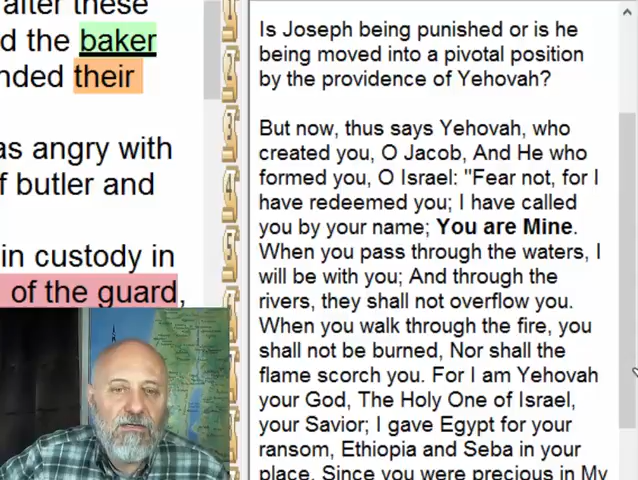 after these
d the baker
nded their
as angry with
f butler and
in custody in
of the guard,
Is Joseph being punished or is he
being moved into a pivotal position
by the providence of Yehovah?
But now, thus says Yehovah, who
created you, O Jacob, And He who
formed you, O Israel: "Fear not, for I
have redeemed you; I have called
you by your name; You are Mine.
When you pass through the waters, I
will be with you; And through the
rivers, they shall not overflow you.
When you walk through the fire, you
shall not be burned, Nor shall the
flame scorch you. For I am Yehovah
your God, The Holy One of Israel,
your Savior; I gave Egypt for your
ransom, Ethiopia and Seba in your
place. Since you were precious in My